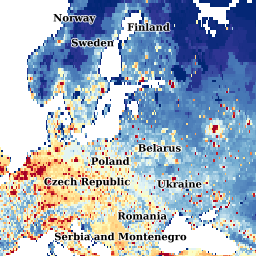 Norway
Finland
Sweden
Belarus
Poland
Czech Republic
Ukraine
Romania
Serbia and Montenegro